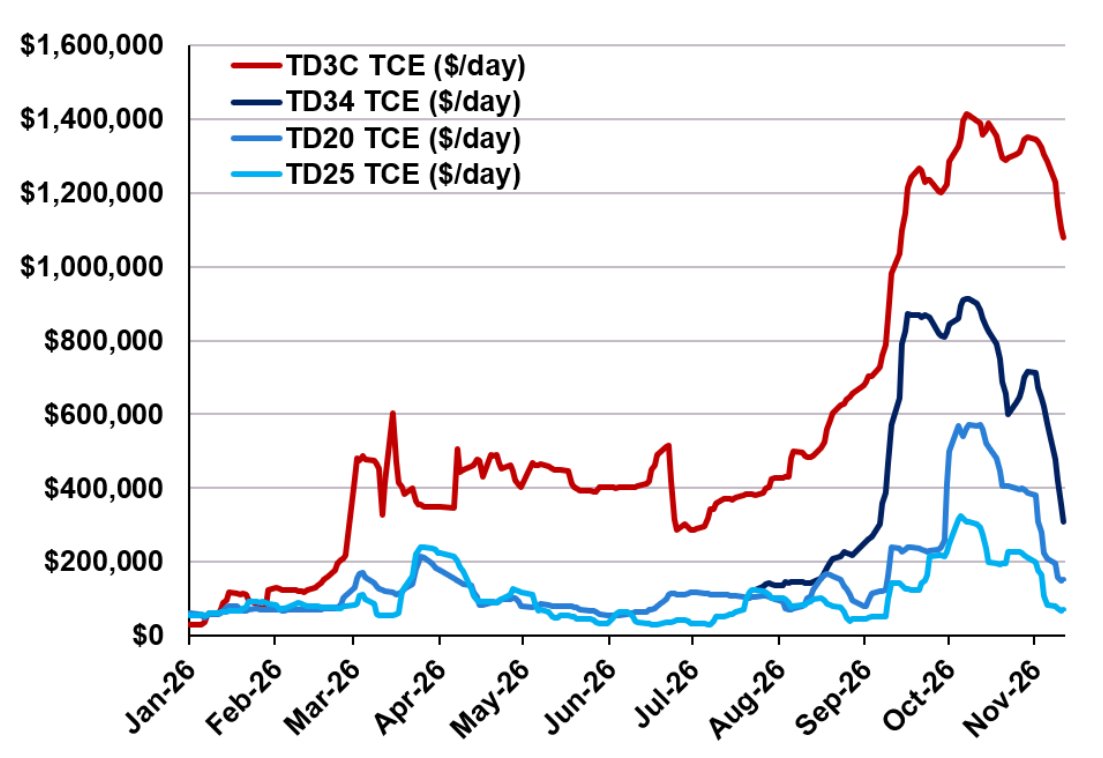 $1,600,000
$1,400,000
$1,200,000
$1,000,000
$800,000
$600,000
$400,000
$200,000
$0
TD3C TCE ($/day)
TD34 TCE ($/day)
TD20 TCE ($/day)
TD25 TCE ($/day)
Jan-26
Feb-26
Mar-26
Apr-26
May-26
Jun-26
Jul-26
Aug-26
Sep-26
Oct-26
Nov-26